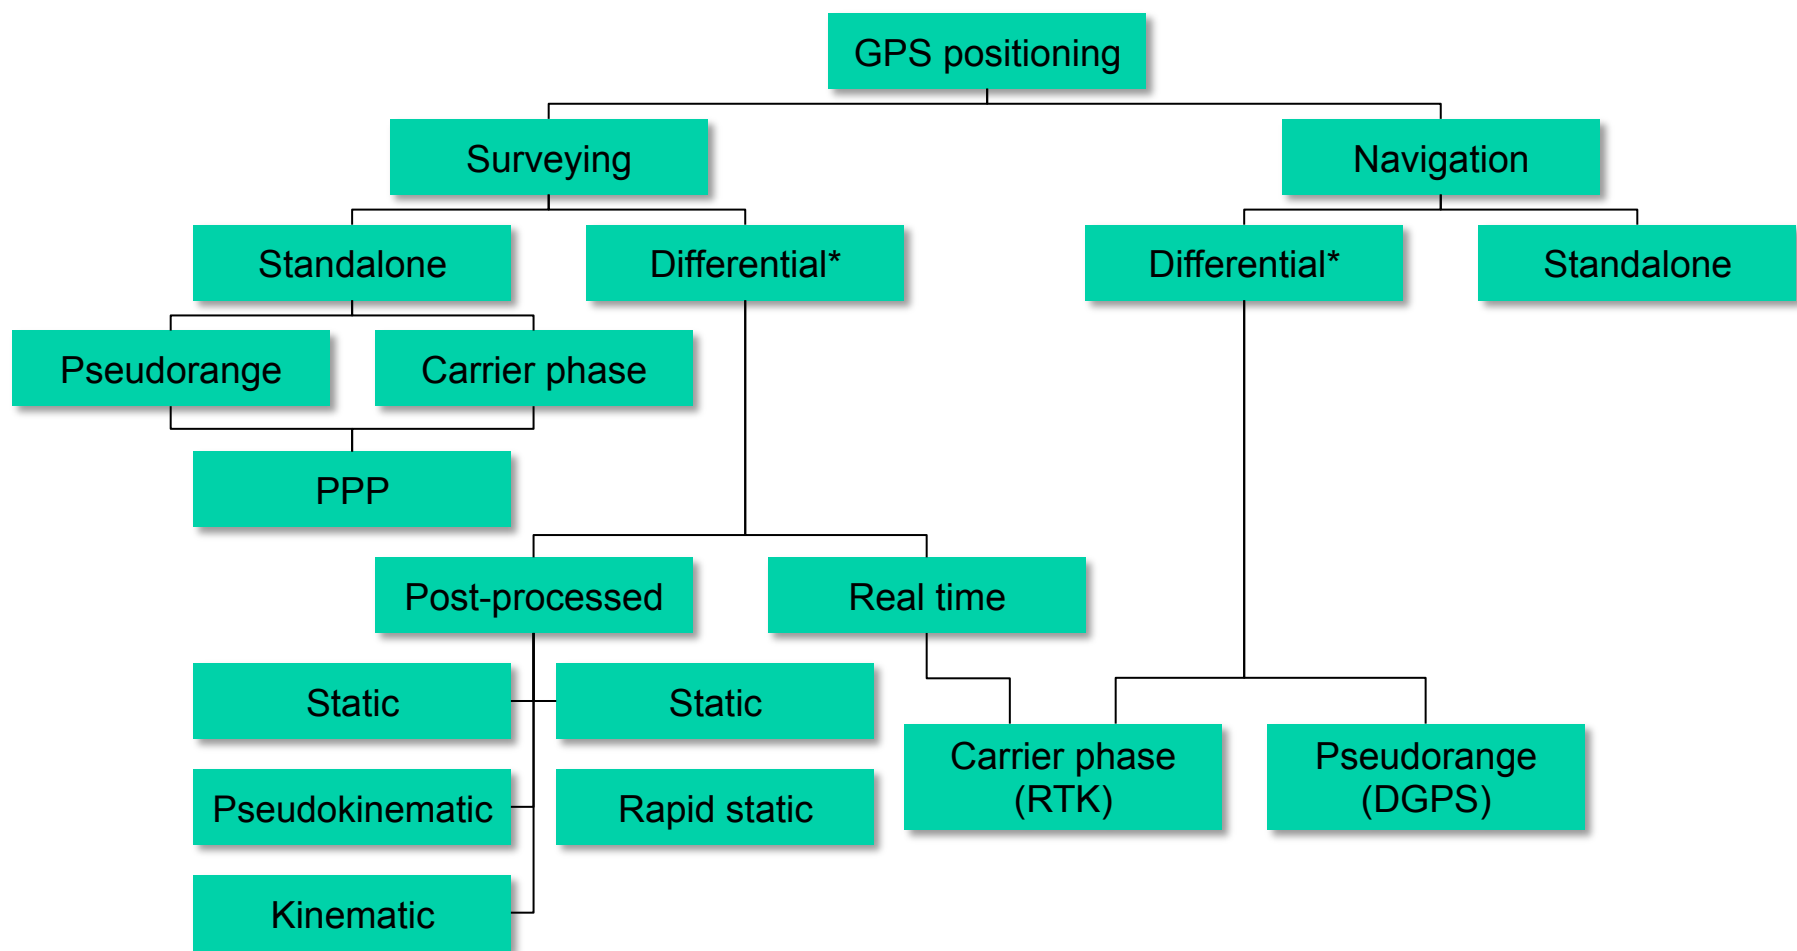 GPS positioning
Surveying
Navigation
Standalone
Differential*
Differential*
Standalone
Pseudorange
Carrier phase
PPP
Post-processed
Real time
Static
Static
Carrier phase
(RTK)
Pseudorange
(DGPS)
Pseudokinematic
Rapid static
Kinematic